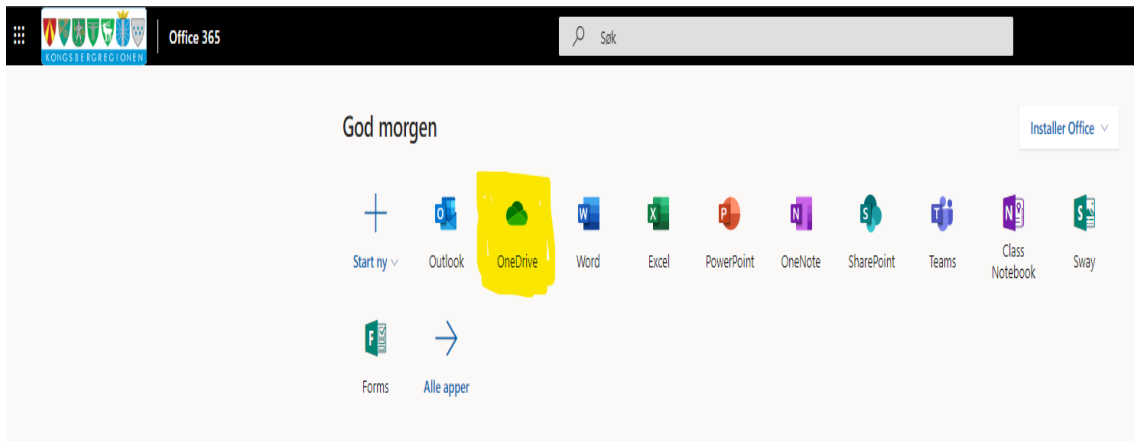 KONGSBERGREGIONEN
Office 365
Søk
God morgen
Installer Office
Start ny
Outlook
OneDrive
Word
Excel
PowerPoint
OneNote
SharePoint
Teams
Class
Notebook
Sway
Forms
Alle apper